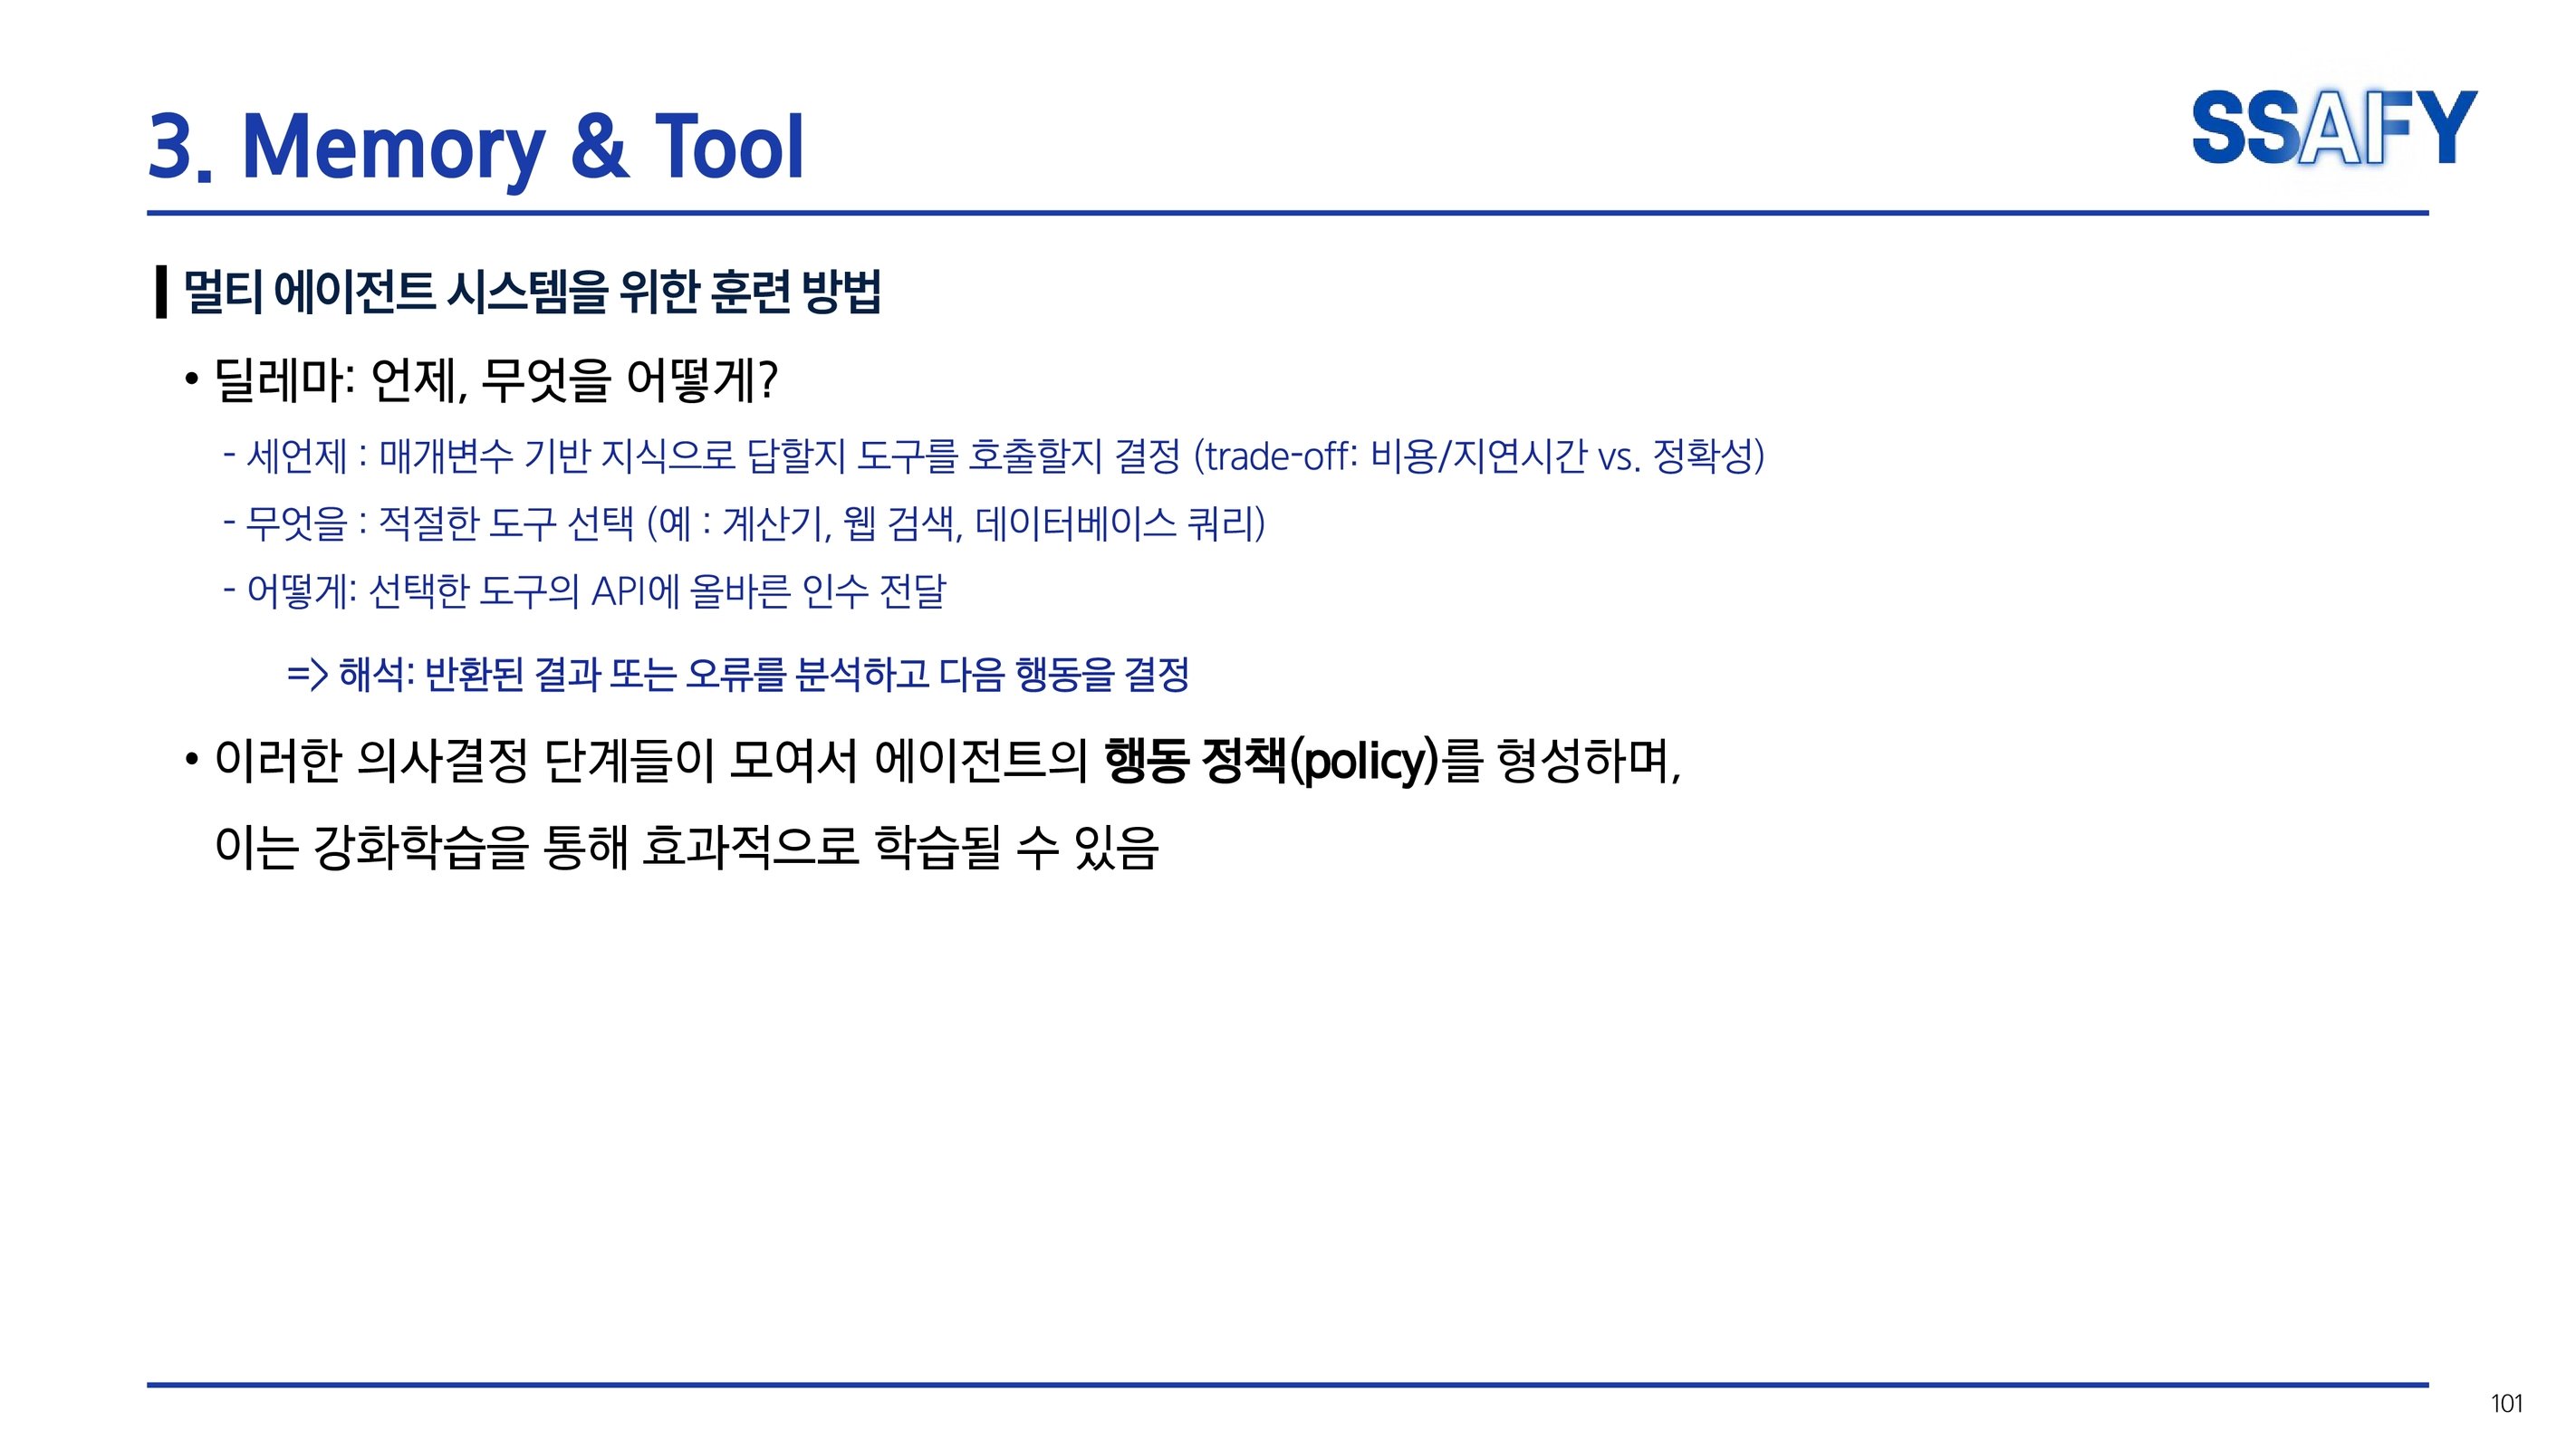 3. Memory & Tool
SSAFY
멀티 에이전트 시스템을 위한 훈련 방법
• 딜레마: 언제, 무엇을 어떻게?
- 세언제 : 매개변수 기반 지식으로 답할지 도구를 호출할지 결정 (trade-off: 비용/지연시간 vs. 정확성)
- 무엇을 : 적절한 도구 선택 (예 : 계산기, 웹 검색, 데이터베이스 쿼리)
- 어떻게: 선택한 도구의 API에 올바른 인수 전달
=> 해석: 반환된 결과 또는 오류를 분석하고 다음 행동을 결정
• 이러한 의사결정 단계들이 모여서 에이전트의 행동 정책(policy)를 형성하며,
이는 강화학습을 통해 효과적으로 학습될 수 있음
101